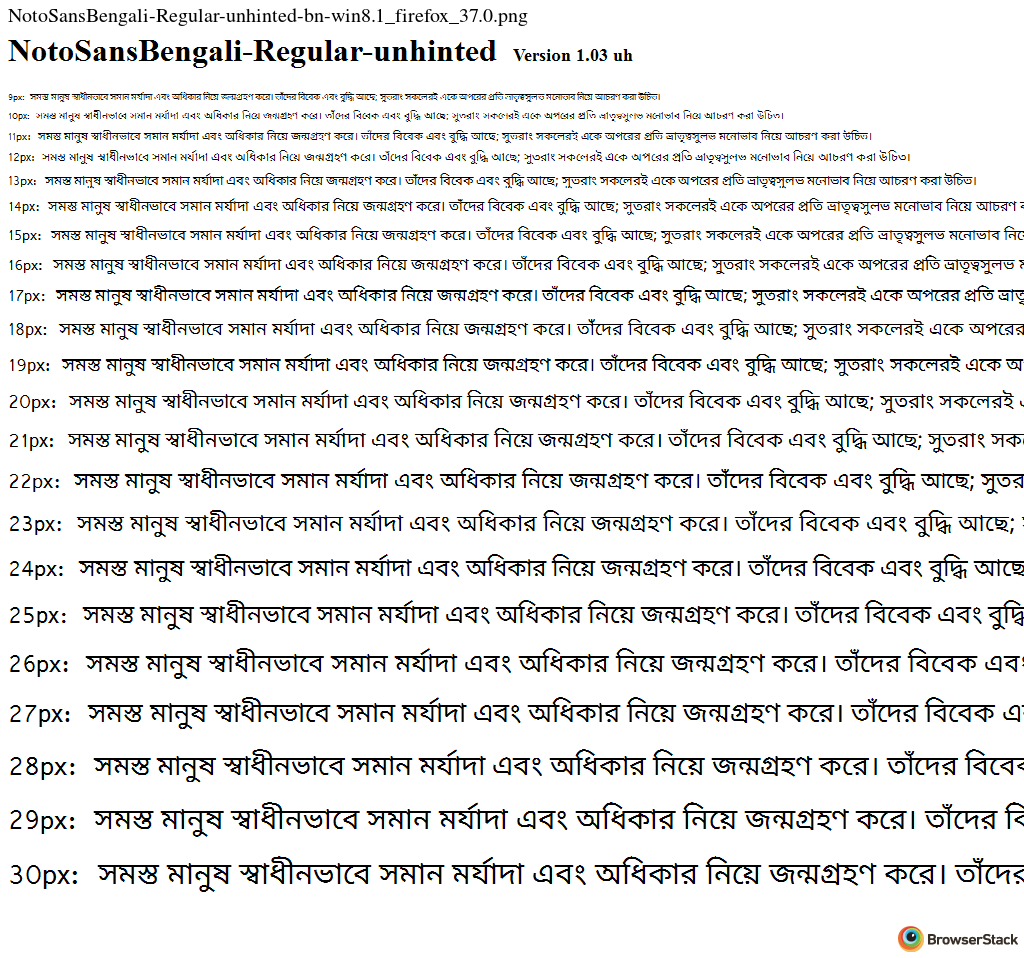 NotoSansBengali-Regular-unhinted-bn-win8.1_firefox_37.0.png
NotoSansBengali-Regular-unhinted Version 1.03 uh
9px: সমস্ত মানুষ স্বাধীনভাবে সমান মর্যাদা এবং অধিকার নিয়ে জন্মগ্রহণ করে। তাঁদের বিবেক এবং বুদ্ধি আছে; সুতরাং সকলেরই একে অপরের প্রতি ভ্রাতৃত্বসুলভ মনোভাব নিয়ে আচরণ করা উচিত।
10px: সমস্ত মানুষ স্বাধীনভাবে সমান মর্যাদা এবং অধিকার নিয়ে জন্মগ্রহণ করে। তাঁদের বিবেক এবং বুদ্ধি আছে; সুতরাং সকলেরই একে অপরের প্রতি ভ্রাতৃত্বসুলভ মনোভাব নিয়ে আচরণ করা উচিত।
11px: সমস্ত মানুষ স্বাধীনভাবে সমান মর্যাদা এবং অধিকার নিয়ে জন্মগ্রহণ করে। তাঁদের বিবেক এবং বুদ্ধি আছে; সুতরাং সকলেরই একে অপরের প্রতি ভ্রাতৃত্বসুলভ মনোভাব নিয়ে আচরণ করা উচিত।
12px: সমস্ত মানুষ স্বাধীনভাবে সমান মর্যাদা এবং অধিকার নিয়ে জন্মগ্রহণ করে। তাঁদের বিবেক এবং বুদ্ধি আছে; সুতরাং সকলেরই একে অপরের প্রতি ভ্রাতৃত্বসুলভ মনোভাব নিয়ে আচরণ করা উচিত।
13px: সমস্ত মানুষ স্বাধীনভাবে সমান মর্যাদা এবং অধিকার নিয়ে জন্মগ্রহণ করে। তাঁদের বিবেক এবং বুদ্ধি আছে; সুতরাং সকলেরই একে অপরের প্রতি ভ্রাতৃত্বসুলভ মনোভাব নিয়ে আচরণ করা উচিত।
14px: সমস্ত মানুষ স্বাধীনভাবে সমান মর্যাদা এবং অধিকার নিয়ে জন্মগ্রহণ করে। তাঁদের বিবেক এবং বুদ্ধি আছে; সুতরাং সকলেরই একে অপরের প্রতি ভ্রাতৃত্বসুলভ মনোভাব নিয়ে আচরণ
15px: সমস্ত মানুষ স্বাধীনভাবে সমান মর্যাদা এবং অধিকার নিয়ে জন্মগ্রহণ করে। তাঁদের বিবেক এবং বুদ্ধি আছে; সুতরাং সকলেরই একে অপরের প্রতি ভ্রাতৃত্বসুলভ মনোভাব
16px: সমস্ত মানুষ স্বাধীনভাবে সমান মর্যাদা এবং অধিকার নিয়ে জন্মগ্রহণ করে। তাঁদের বিবেক এবং বুদ্ধি আছে; সুতরাং সকলেরই একে অপরের প্রতি ভ্রাতৃত্বসুলভ
17px: সমস্ত মানুষ স্বাধীনভাবে সমান মর্যাদা এবং অধিকার নিয়ে জন্মগ্রহণ করে। তাঁদের বিবেক এবং বুদ্ধি আছে; সুতরাং সকলেরই একে অপরের প্রতি
18px: সমস্ত মানুষ স্বাধীনভাবে সমান মর্যাদা এবং অধিকার নিয়ে জন্মগ্রহণ করে। তাঁদের বিবেক এবং বুদ্ধি আছে; সুতরাং সকলেরই একে অপরের
19px: সমস্ত মানুষ স্বাধীনভাবে সমান মর্যাদা এবং অধিকার নিয়ে জন্মগ্রহণ করে। তাঁদের বিবেক এবং বুদ্ধি আছে; সুতরাং সকলেরই একে
20px: সমস্ত মানুষ স্বাধীনভাবে সমান মর্যাদা এবং অধিকার নিয়ে জন্মগ্রহণ করে। তাঁদের বিবেক এবং বুদ্ধি আছে; সুতরাং সকলেরই
21px: সমস্ত মানুষ স্বাধীনভাবে সমান মর্যাদা এবং অধিকার নিয়ে জন্মগ্রহণ করে। তাঁদের বিবেক এবং বুদ্ধি আছে; সুতরাং
22px: সমস্ত মানুষ স্বাধীনভাবে সমান মর্যাদা এবং অধিকার নিয়ে জন্মগ্রহণ করে। তাঁদের বিবেক এবং বুদ্ধি আছে;
23px: সমস্ত মানুষ স্বাধীনভাবে সমান মর্যাদা এবং অধিকার নিয়ে জন্মগ্রহণ করে। তাঁদের বিবেক এবং বুদ্ধি আছে;
24px: সমস্ত মানুষ স্বাধীনভাবে সমান মর্যাদা এবং অধিকার নিয়ে জন্মগ্রহণ করে। তাঁদের বিবেক এবং বুদ্ধি আছে
25px: সমস্ত মানুষ স্বাধীনভাবে সমান মর্যাদা এবং অধিকার নিয়ে জন্মগ্রহণ করে। তাঁদের বিবেক এবং বুদ্ধি
26px: সমস্ত মানুষ স্বাধীনভাবে সমান মর্যাদা এবং অধিকার নিয়ে জন্মগ্রহণ করে। তাঁদের বিবেক এবং
27px: সমস্ত মানুষ স্বাধীনভাবে সমান মর্যাদা এবং অধিকার নিয়ে জন্মগ্রহণ করে। তাঁদের বিবেক
28px: সমস্ত মানুষ স্বাধীনভাবে সমান মর্যাদা এবং অধিকার নিয়ে জন্মগ্রহণ করে। তাঁদের বিবেক
29px: সমস্ত মানুষ স্বাধীনভাবে সমান মর্যাদা এবং অধিকার নিয়ে জন্মগ্রহণ করে। তাঁদের
30px: সমস্ত মানুষ স্বাধীনভাবে সমান মর্যাদা এবং অধিকার নিয়ে জন্মগ্রহণ করে। তাঁদের
BrowserStack